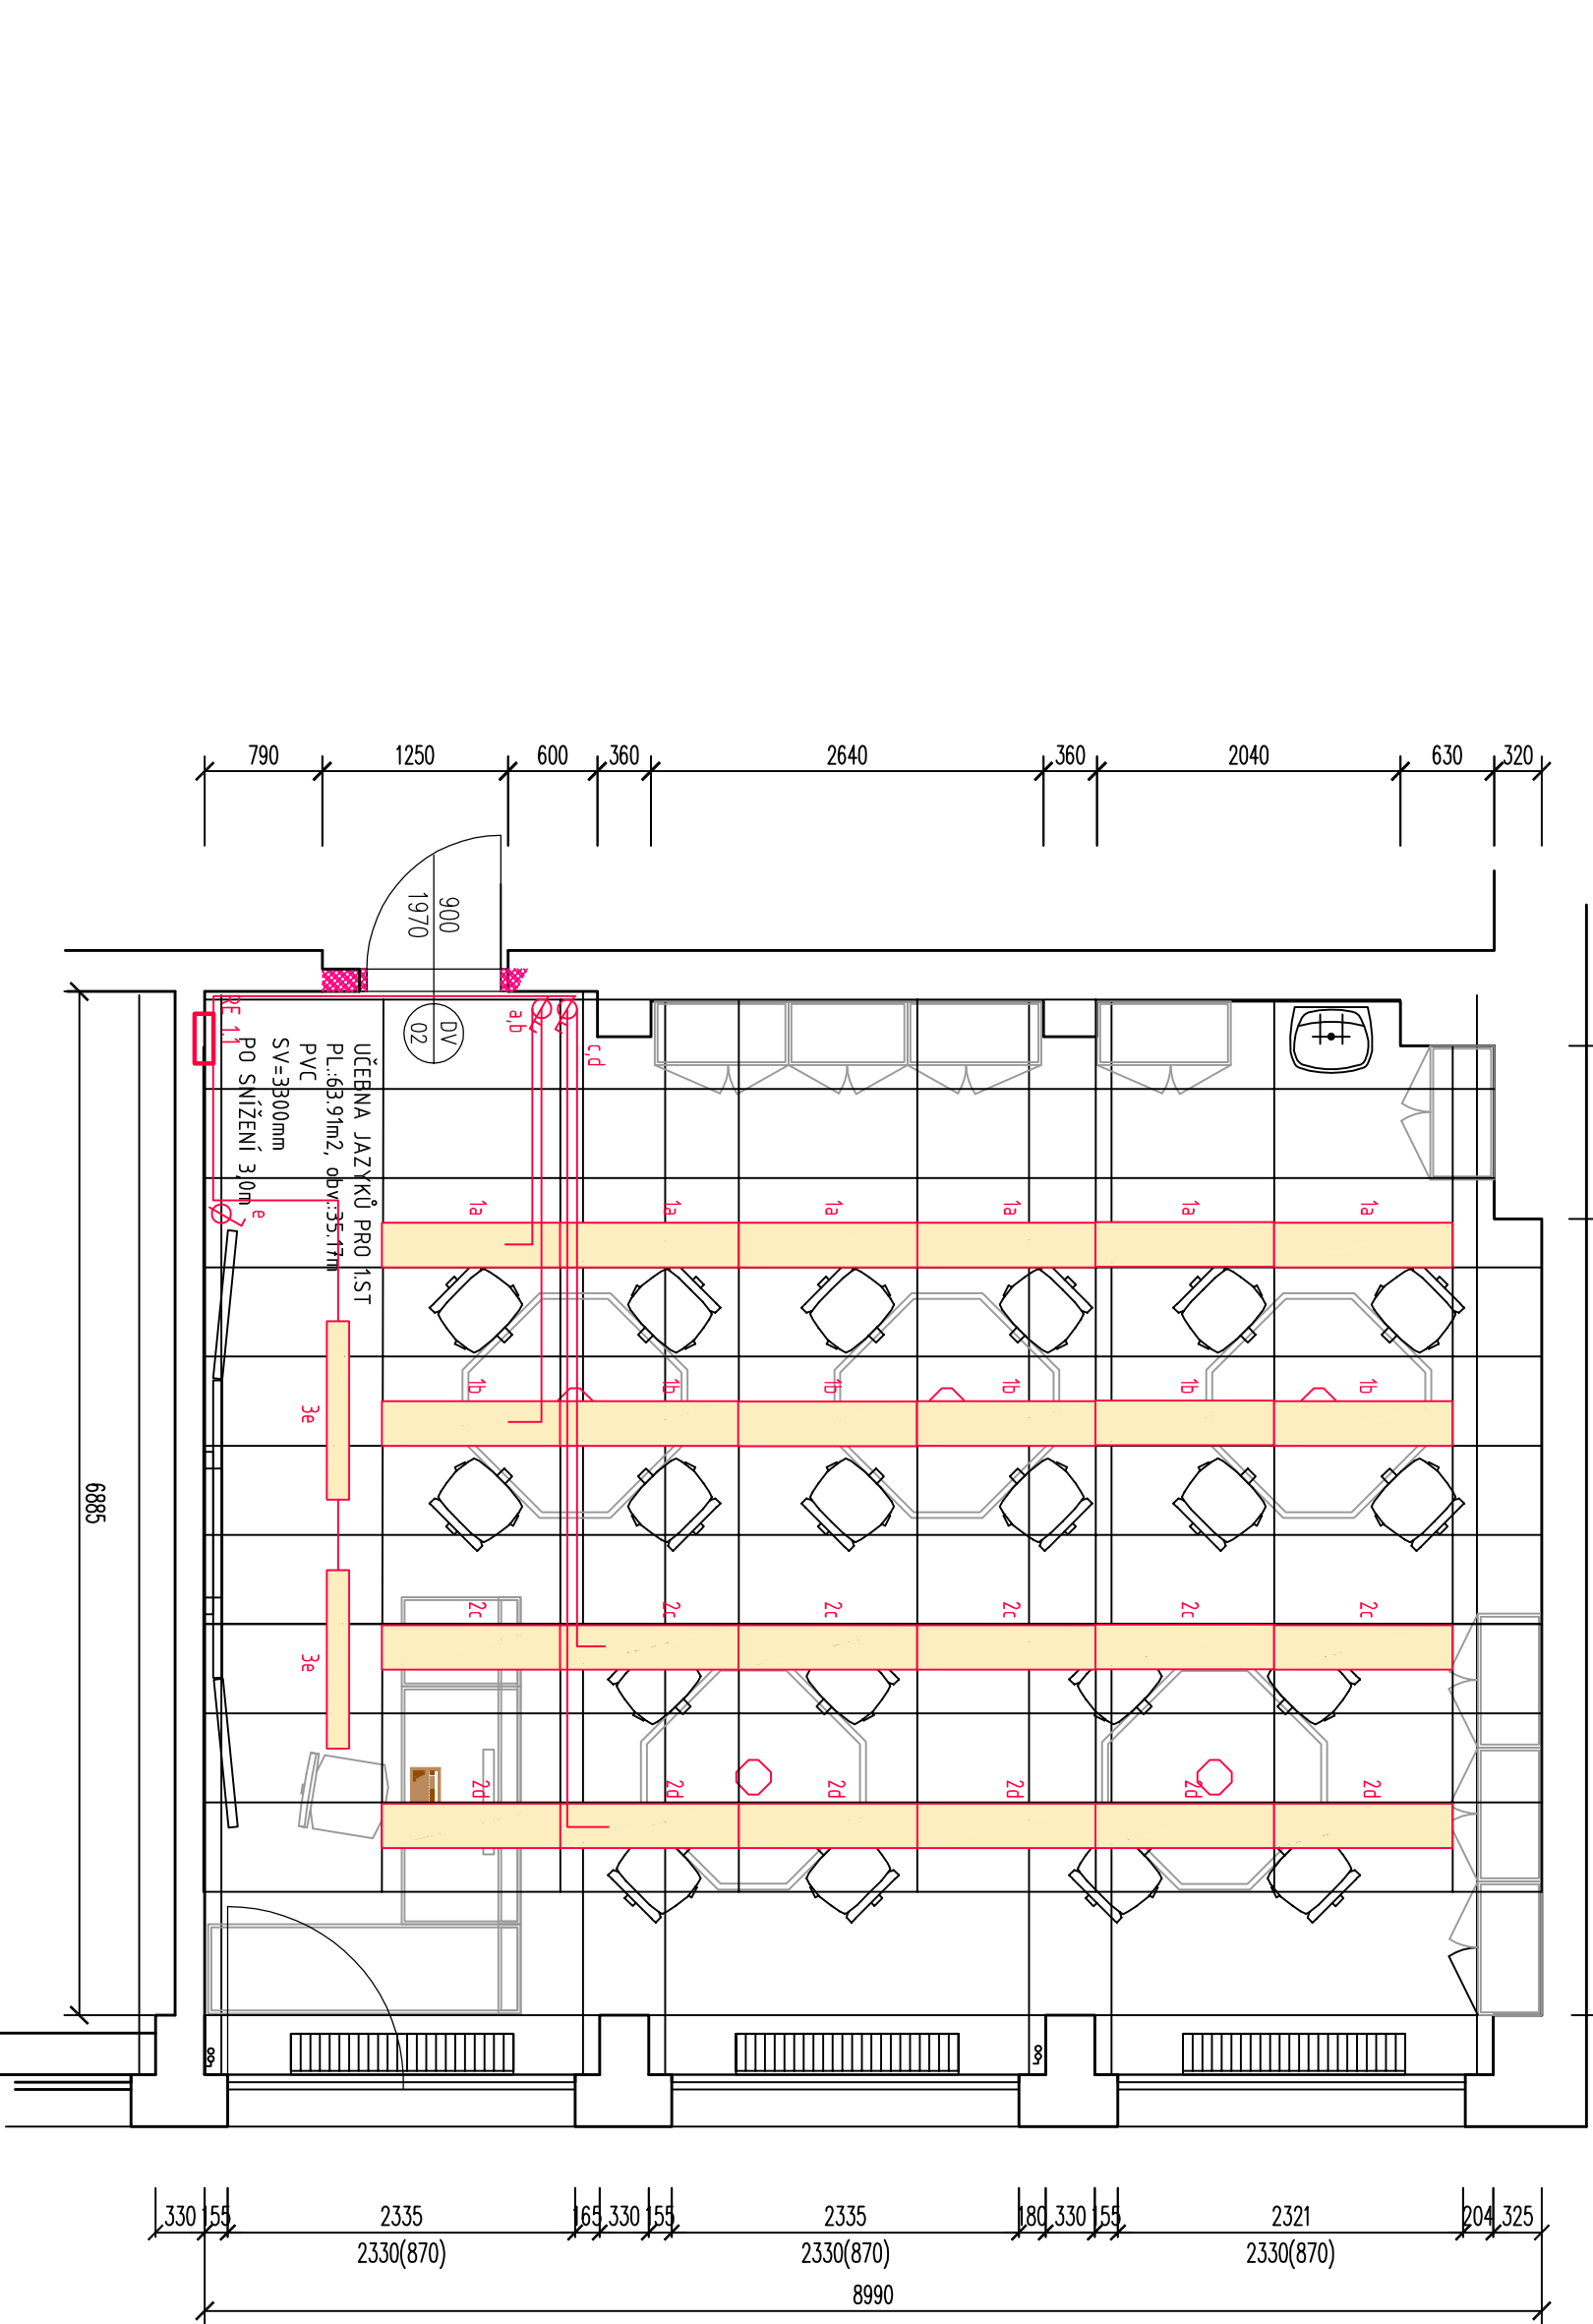 790 1250 600 360 2640 360 2040 630 320
900
1970
DV
02
RE 1.1
a,b
c,d
UČEBNA JAZYKŮ PRO 1.ST
PL.:63.91m2, obv.:35.17m
PVC
SV=3300mm
PO SNÍŽENÍ 3,0m
e
1a 1a 1a 1a 1a 1a
3e
1b 1b 1b 1b 1b 1b
6885
2c 2c 2c 2c 2c 2c
3e
2d 2d 2d 2d 2d 2d
330 155 2335 165 330 155 2335 180 330 155 2321 204 325
2330(870) 2330(870) 2330(870)
8990